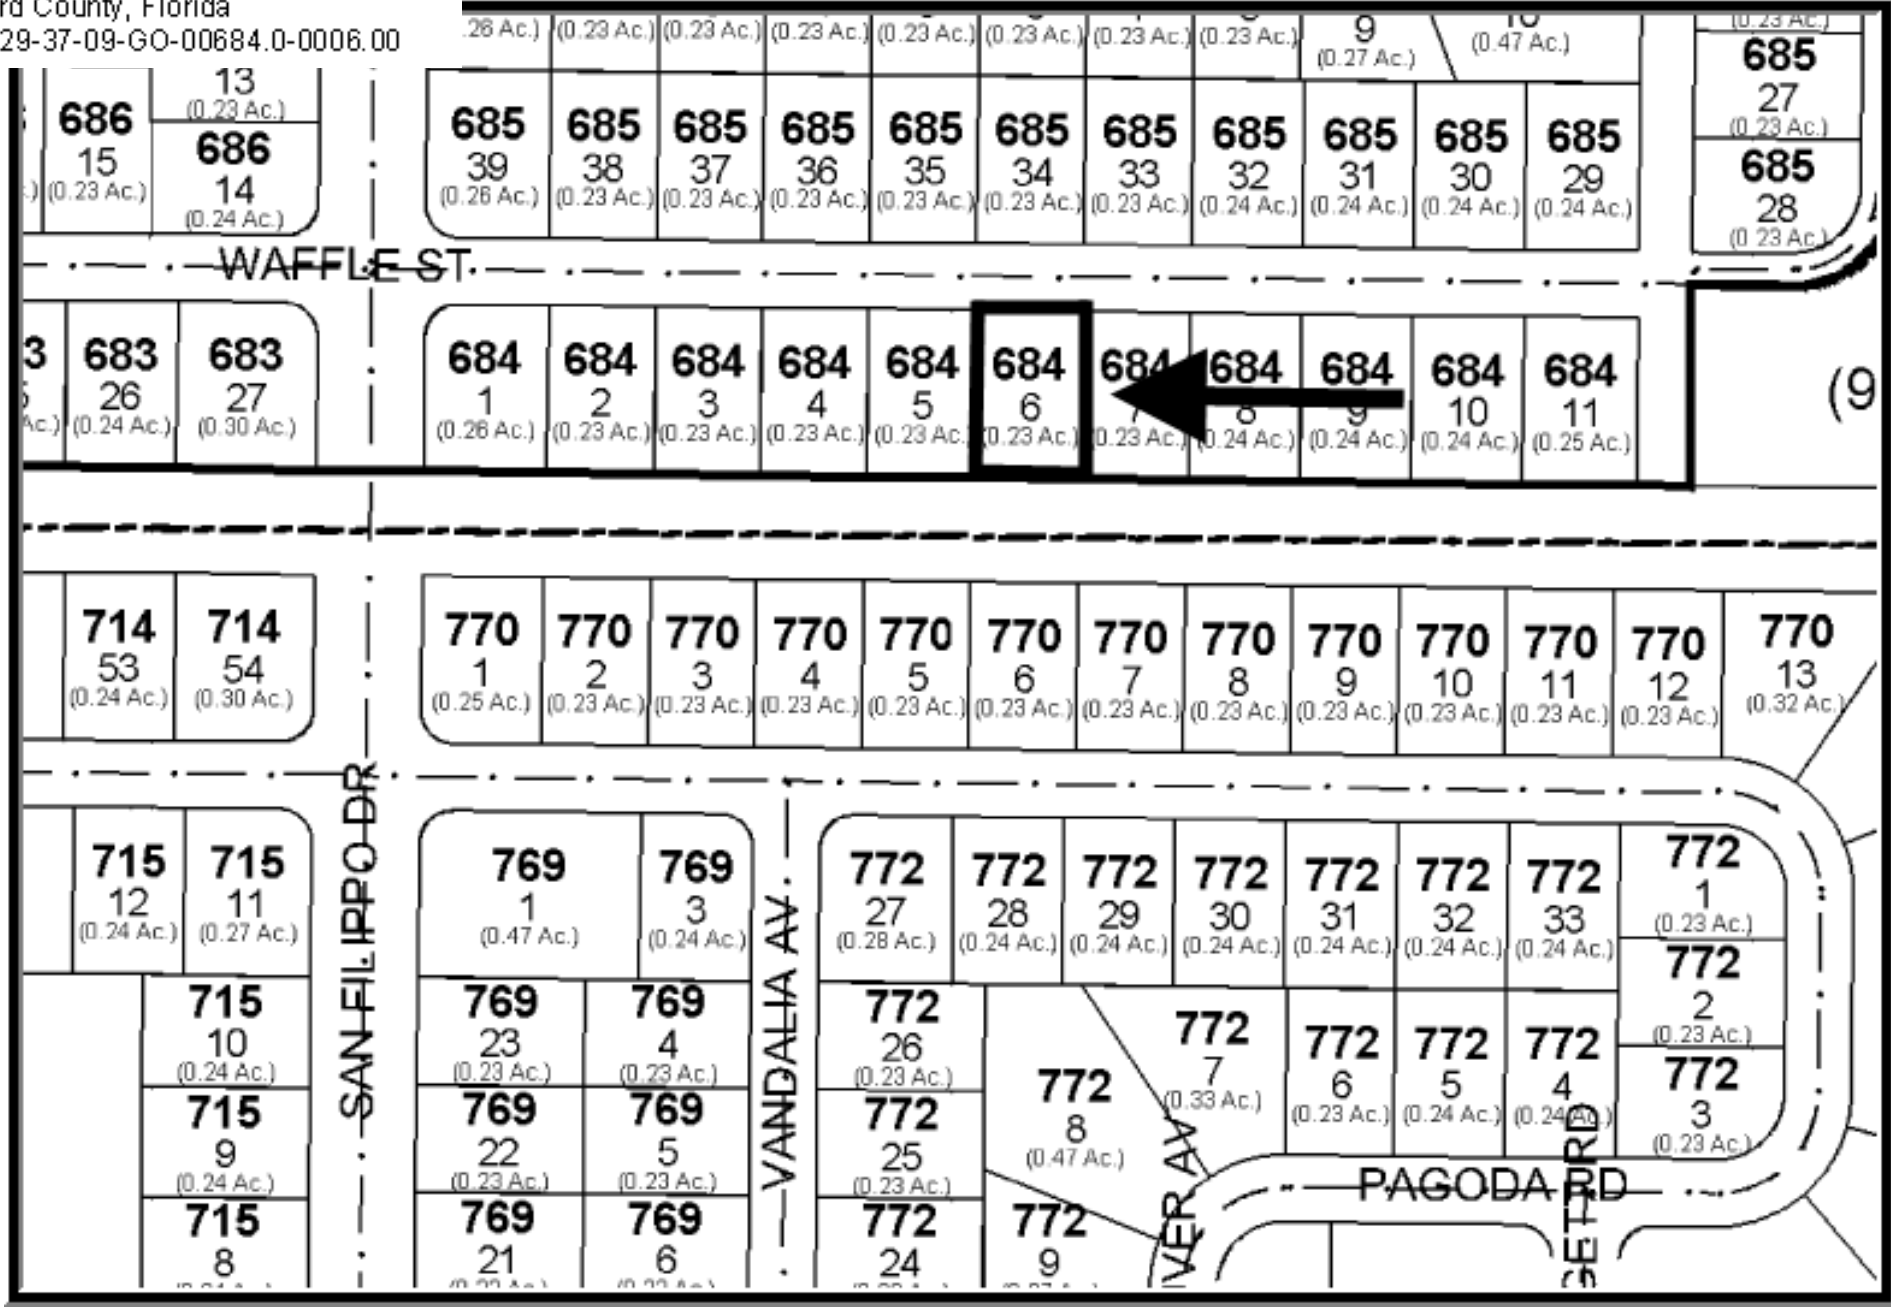 rd County, Florida
29-37-09-GO-00684.0-0006.00
.26 Ac.) (0.23 Ac.) (0.23 Ac.) (0.23 Ac.) (0.23 Ac.) (0.23 Ac.) (0.23 Ac.) (0.23 Ac.)
9
(0.27 Ac.)
10
(0.47 Ac.)
(0.23 Ac.)
685
27
(0.23 Ac.)
685
28
(0.23 Ac.)
13
(0.23 Ac.)
686
15
(0.23 Ac.)
686
14
(0.24 Ac.)
685 685 685 685 685 685 685 685 685 685 685
39 38 37 36 35 34 33 32 31 30 29
(0.26 Ac.) (0.23 Ac.) (0.23 Ac.) (0.23 Ac.) (0.23 Ac.) (0.23 Ac.) (0.23 Ac.) (0.24 Ac.) (0.24 Ac.) (0.24 Ac.) (0.24 Ac.)
WAFFLE ST
3 683 683 684 684 684 684 684 684 684 684 684 684 684
26 27 1 2 3 4 5 6 7 8 9 10 11
Ac.) (0.24 Ac.) (0.30 Ac.) (0.26 Ac.) (0.23 Ac.) (0.23 Ac.) (0.23 Ac.) (0.23 Ac.) (0.23 Ac.) (0.23 Ac.) (0.24 Ac.) (0.24 Ac.) (0.24 Ac.) (0.25 Ac.)
(9
714 714 770 770 770 770 770 770 770 770 770 770 770 770 770
53 54 1 2 3 4 5 6 7 8 9 10 11 12 13
(0.24 Ac.) (0.30 Ac.) (0.25 Ac.) (0.23 Ac.) (0.23 Ac.) (0.23 Ac.) (0.23 Ac.) (0.23 Ac.) (0.23 Ac.) (0.23 Ac.) (0.23 Ac.) (0.23 Ac.) (0.23 Ac.) (0.23 Ac.) (0.32 Ac.)
SAN FILIPPO DR
VANDALIA AV
715 715 769 769 772 772 772 772 772 772 772
12 11 1 3 27 28 29 30 31 32 33
(0.24 Ac.) (0.27 Ac.) (0.47 Ac.) (0.24 Ac.) (0.28 Ac.) (0.24 Ac.) (0.24 Ac.) (0.24 Ac.) (0.24 Ac.) (0.24 Ac.) (0.24 Ac.)
772
1
(0.23 Ac.)
772
2
(0.23 Ac.)
772
3
(0.23 Ac.)
715 769 769 772
10 23 4 26
(0.24 Ac.) (0.23 Ac.) (0.23 Ac.) (0.23 Ac.)
772 772 772 772
7 6 5 4
(0.33 Ac.) (0.23 Ac.) (0.24 Ac.) (0.24 Ac.)
772
8
(0.47 Ac.)
715 769 769 772
9 22 5 25
(0.24 Ac.) (0.23 Ac.) (0.23 Ac.) (0.23 Ac.)
PAGODA RD
VER AV
GET RD
715 769 769 772 772
8 21 6 24 9